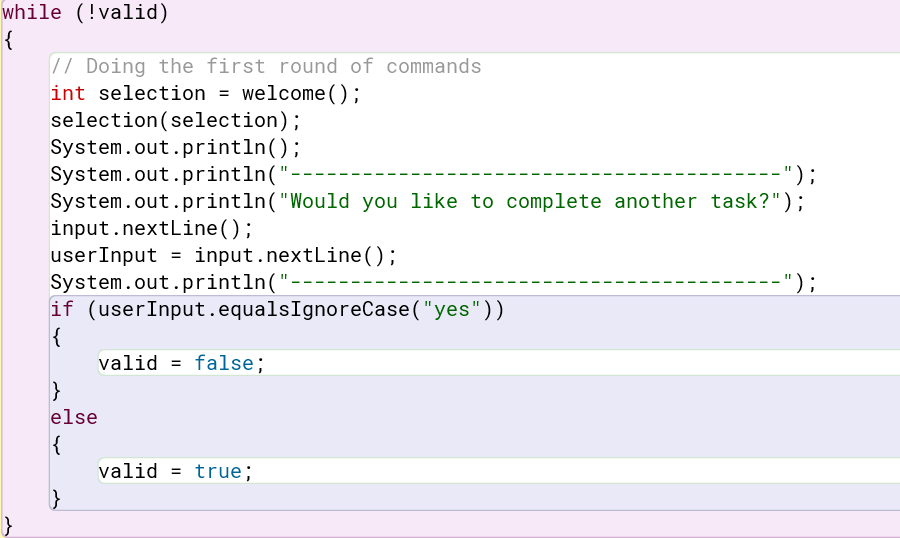 while (!valid)
{
    // Doing the first round of commands
    int selection = welcome();
    selection(selection);
    System.out.println();
    System.out.println("-----------------------------------------");
    System.out.println("Would you like to complete another task?");
    input.nextLine();
    userInput = input.nextLine();
    System.out.println("-----------------------------------------");
    if (userInput.equalsIgnoreCase("yes"))
    {
        valid = false;
    }
    else
    {
        valid = true;
    }
}